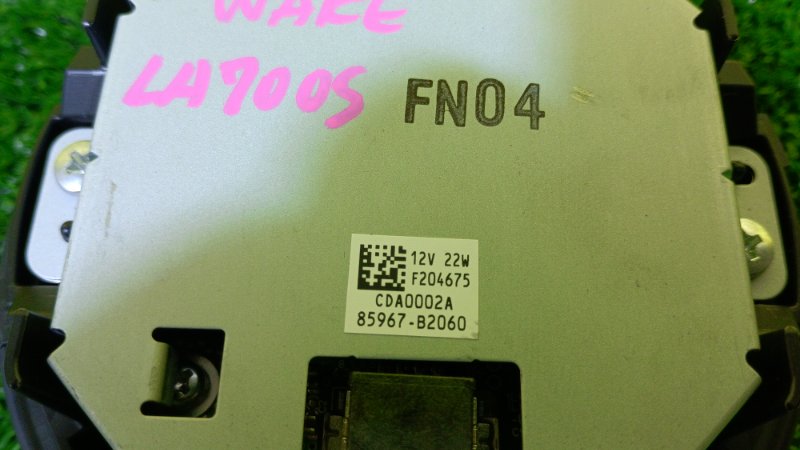 WAKE
LA700S
FN04
12V 22W
F204675
CDA0002A
85967-B2060